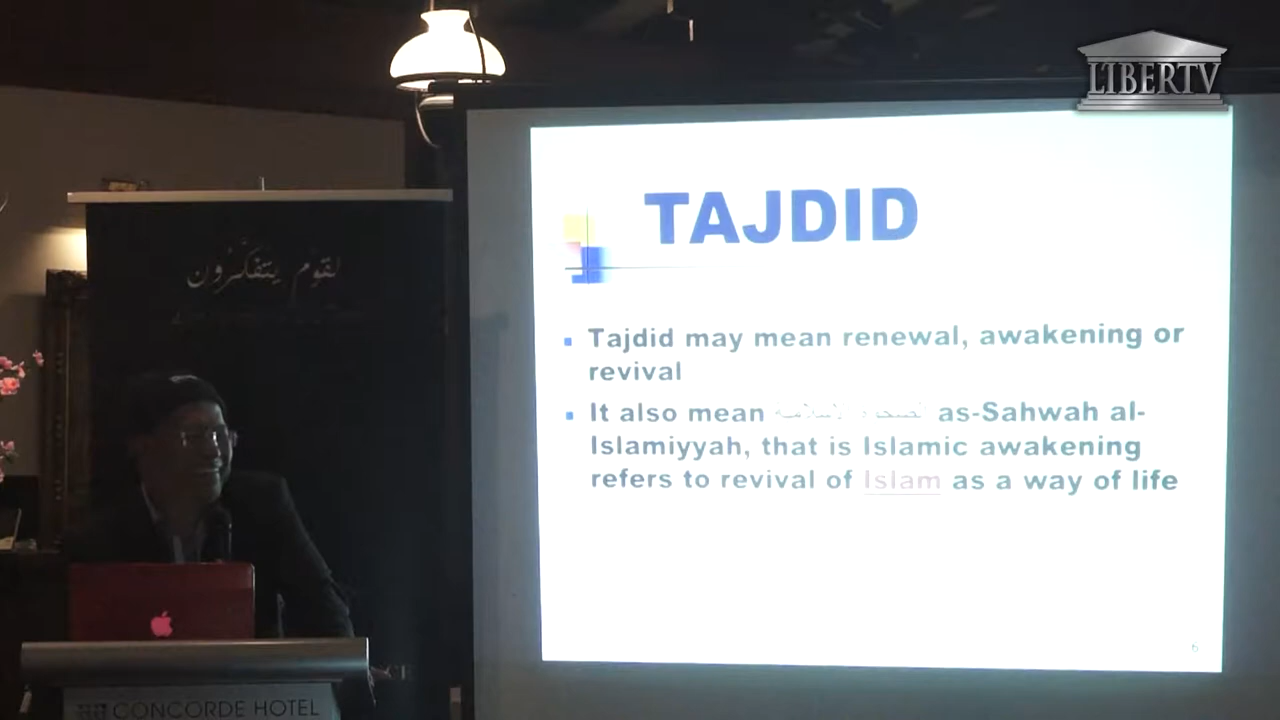 LIBERTV
TAJDID
لقوم يتفكرون
Tajdid may mean renewal, awakening or
revival
It also mean as-Sahwah al-
Islamiyyah, that is Islamic awakening
refers to revival of Islam as a way of life
6
CONCORDE HOTEL